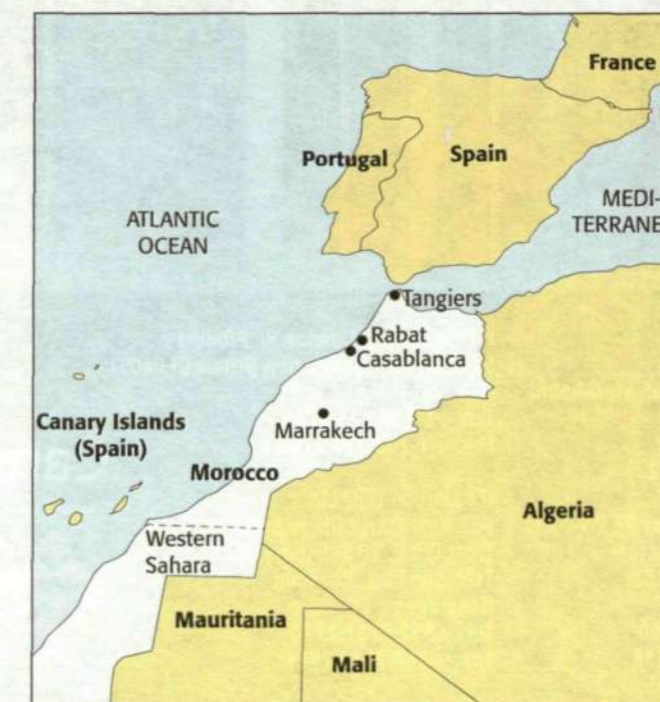 France
Portugal
Spain
ATLANTIC
OCEAN
MEDI-
TERRANE
Tangiers
Rabat
Casablanca
Canary Islands
(Spain)
Marrakech
Morocco
Algeria
Western
Sahara
Mauritania
Mali